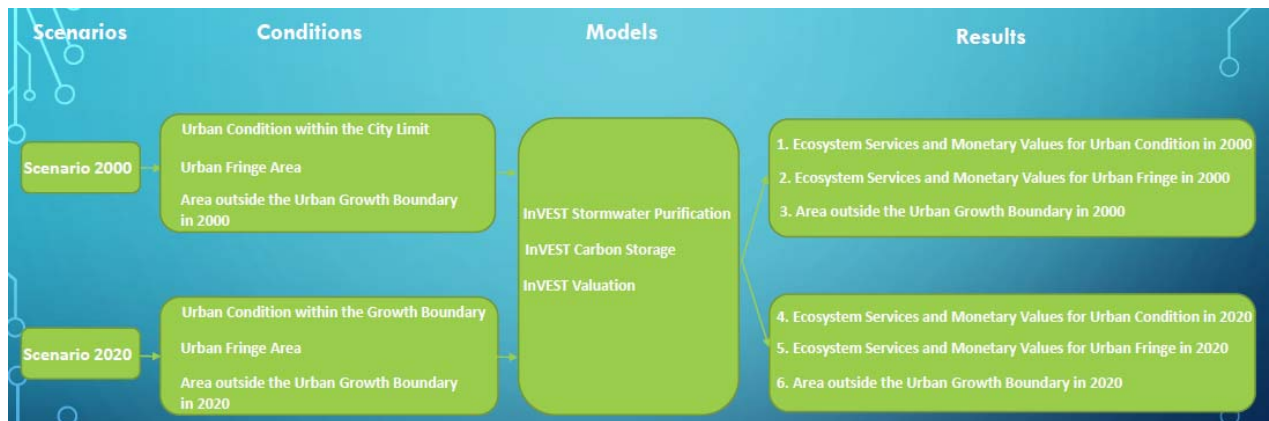 Scenarios
Conditions
Models
Results
Scenario 2000
Urban Condition within the City Limit
Urban Fringe Area
Area outside the Urban Growth Boundary
in 2000
Scenario 2020
Urban Condition within the Growth Boundary
Urban Fringe Area
Area outside the Urban Growth Boundary
in 2020
InVEST Stormwater Purification
InVEST Carbon Storage
InVEST Valuation
1. Ecosystem Services and Monetary Values for Urban Condition in 2000
2. Ecosystem Services and Monetary Values for Urban Fringe in 2000
3. Area outside the Urban Growth Boundary in 2000
4. Ecosystem Services and Monetary Values for Urban Condition in 2020
5. Ecosystem Services and Monetary Values for Urban Fringe in 2020
6. Area outside the Urban Growth Boundary in 2020